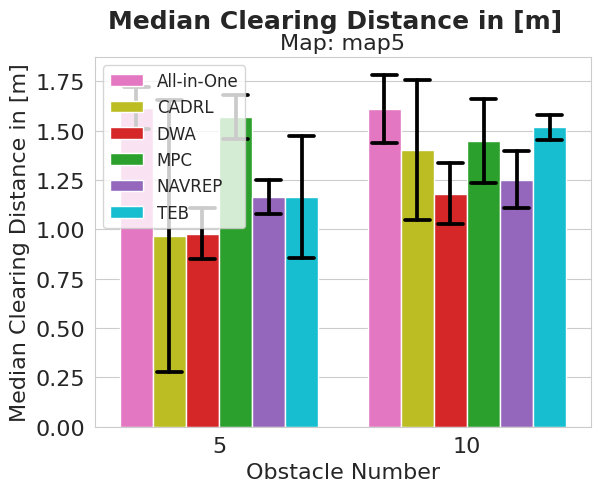 Median Clearing Distance in [m]
Map: map5
Median Clearing Distance in [m]
1.75
1.50
1.25
1.00
0.75
0.50
0.25
0.00
All-in-One
CADRL
DWA
MPC
NAVREP
TEB
5
10
Obstacle Number